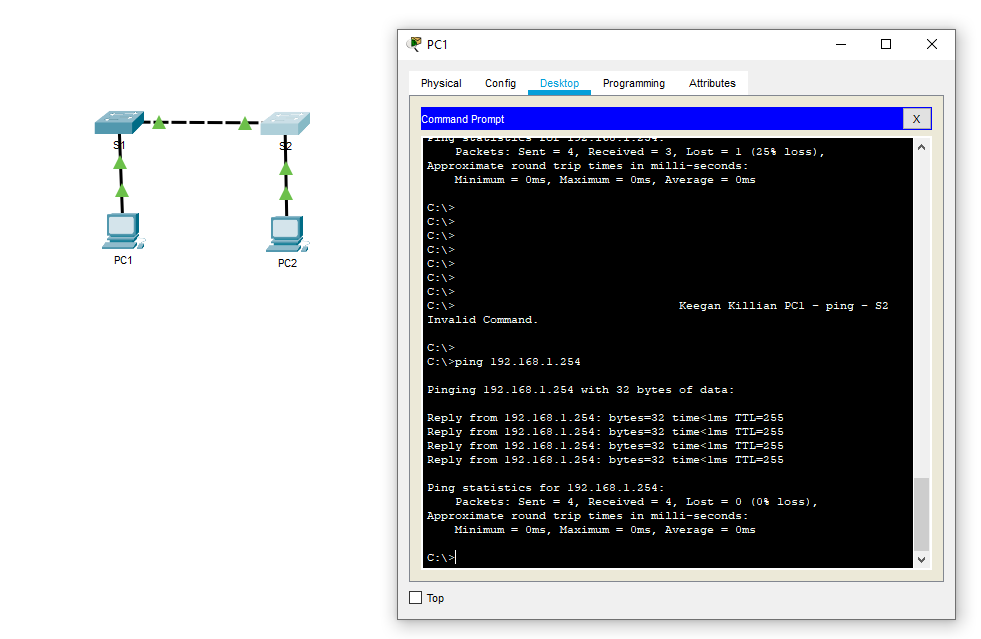 PC1
Physical Config Desktop Programming Attributes
Command Prompt X
Ping statistics for 192.168.1.254:
Packets: Sent = 4, Received = 3, Lost = 1 (25% loss),
Approximate round trip times in milli-seconds:
Minimum = 0ms, Maximum = 0ms, Average = 0ms
C:\>
C:\>
C:\>
C:\>
C:\>
C:\>
C:\>
C:\> Keegan Killian PC1 - ping - S2
Invalid Command.
C:\>
C:\>ping 192.168.1.254
Pinging 192.168.1.254 with 32 bytes of data:
Reply from 192.168.1.254: bytes=32 time<1ms TTL=255
Reply from 192.168.1.254: bytes=32 time<1ms TTL=255
Reply from 192.168.1.254: bytes=32 time<1ms TTL=255
Reply from 192.168.1.254: bytes=32 time<1ms TTL=255
Ping statistics for 192.168.1.254:
Packets: Sent = 4, Received = 4, Lost = 0 (0% loss),
Approximate round trip times in milli-seconds:
Minimum = 0ms, Maximum = 0ms, Average = 0ms
C:\>
Top
S1
S2
PC1
PC2